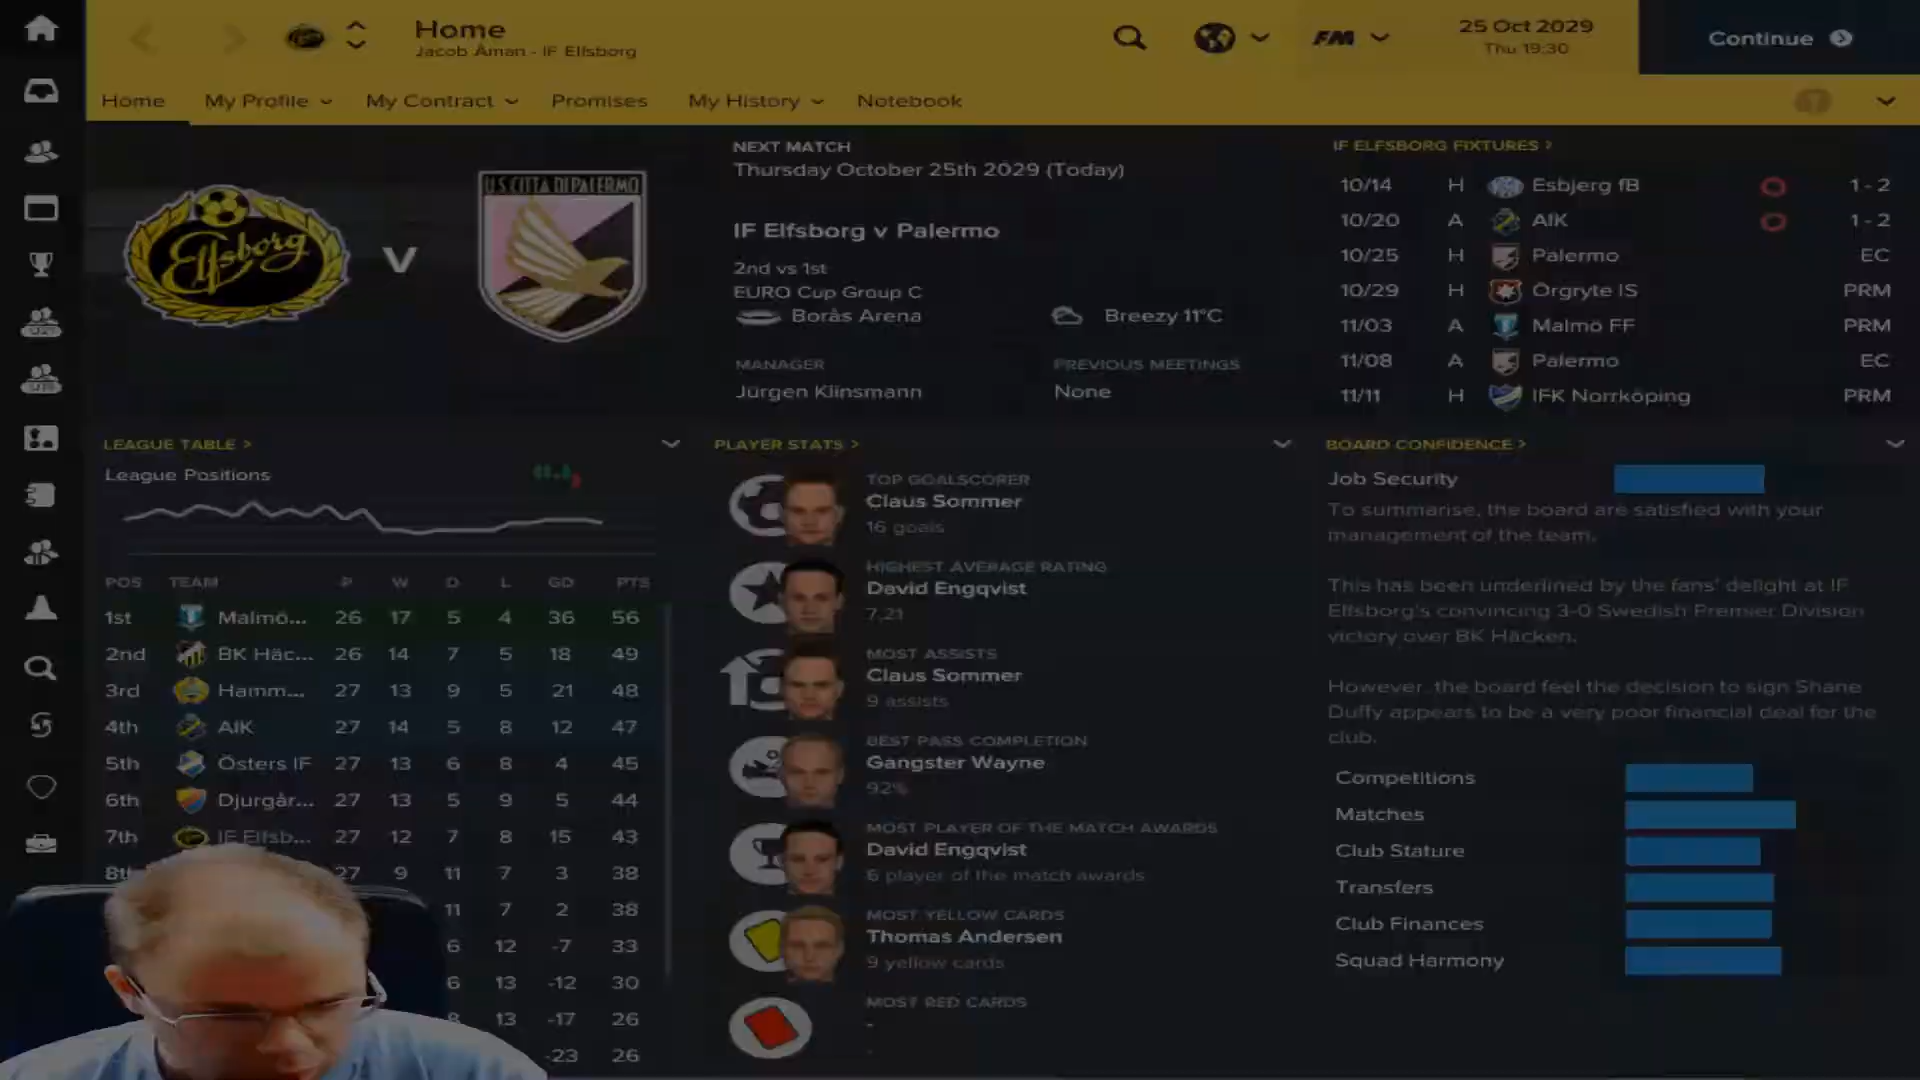 Home
Jacob Åman - IF Elfsborg
FM
25 Oct 2029
Thu 19:30
Continue
Home
My Profile
My Contract
Promises
My History
Notebook
Elfsborg
V
U.S. CITTA DI PALERMO
NEXT MATCH
Thursday October 25th 2029 (Today)
IF Elfsborg v Palermo
2nd vs 1st
EURO Cup Group C
Borås Arena
Breezy 11°C
MANAGER
Jürgen Klinsmann
PREVIOUS MEETINGS
None
IF ELFSBORG FIXTURES >
10/14 H Esbjerg fB 1 - 2
10/20 A AIK 1 - 2
10/25 H Palermo EC
10/29 H Örgryte IS PRM
11/03 A Malmö FF PRM
11/08 A Palermo EC
11/11 H IFK Norrköping PRM
LEAGUE TABLE >
League Positions
POS TEAM P W D L GD PTS
1st Malmö... 26 17 5 4 36 56
2nd BK Häc... 26 14 7 5 18 49
3rd Hamm... 27 13 9 5 21 48
4th AIK 27 14 5 8 12 47
5th Östers IF 27 13 6 8 4 45
6th Djurgår... 27 13 5 9 5 44
7th IF Elfsb... 27 12 7 8 15 43
8th 27 9 11 7 3 38
11 7 2 38
6 12 -7 33
6 13 -12 30
8 13 -17 26
-23 26
PLAYER STATS >
TOP GOALSCORER
Claus Sommer
16 goals
HIGHEST AVERAGE RATING
David Engqvist
7,21
MOST ASSISTS
Claus Sommer
9 assists
BEST PASS COMPLETION
Gangster Wayne
92%
MOST PLAYER OF THE MATCH AWARDS
David Engqvist
6 player of the match awards
MOST YELLOW CARDS
Thomas Andersen
9 yellow cards
MOST RED CARDS
-
-
BOARD CONFIDENCE >
Job Security
To summarise, the board are satisfied with your
management of the team.
This has been underlined by the fans' delight at IF
Elfsborg's convincing 3-0 Swedish Premier Division
victory over BK Häcken.
However, the board feel the decision to sign Shane
Duffy appears to be a very poor financial deal for the
club.
Competitions
Matches
Club Stature
Transfers
Club Finances
Squad Harmony